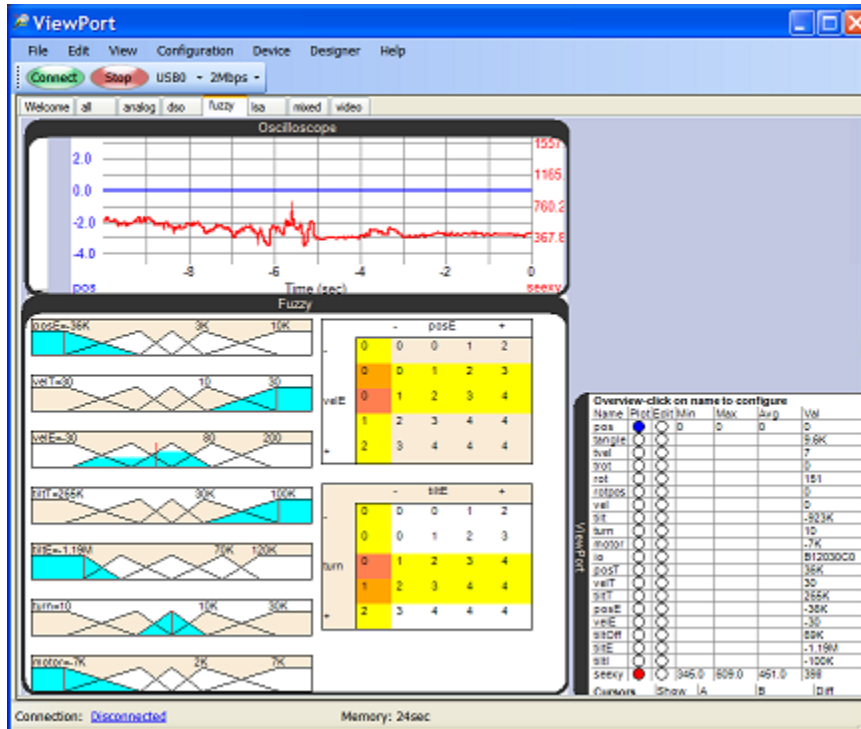 ViewPort
File Edit View Configuration Device Designer Help
Connect Stop USB0 2Mbps
Welcome all analog dso fuzzy lsa mixed video
Oscilloscope
2.0
0.0
-2.0
-4.0
1557
1165.
760.2
367.8
-8 -6 -4 -2 0
pos Time (sec) seexy
Fuzzy
posE=-36K 3K 10K
velT=30 10 30
velE=-30 80 200
tiltT=266K 30K 100K
tiltE=-1.19M 70K 120K
turn=10 10K 30K
motor=-7K 2K 7K
- posE +
- 0 0 0 1 2
0 0 1 2 3
velE 0 1 2 3 4
1 2 3 4 4
+ 2 3 4 4 4
- tiltE +
- 0 0 0 1 2
0 0 1 2 3
turn 0 1 2 3 4
1 2 3 4 4
+ 2 3 4 4 4
ViewPort
Overview-click on name to configure
Name Plot Edit Min Max Avg Val
pos 0 0 0 0
tangle 9.6K
tvel 7
trot 0
rot 151
rotpos 0
vel 0
tilt -923K
turn 10
motor -7K
io B12030C0
posT 36K
velT 30
tiltT 266K
posE -36K
velE -30
tiltOff 69K
tiltE -1.19M
tiltI -100K
seexy 346.0 609.0 461.0 398
Cursors Show A B Diff
Connection: Disconnected Memory: 24sec